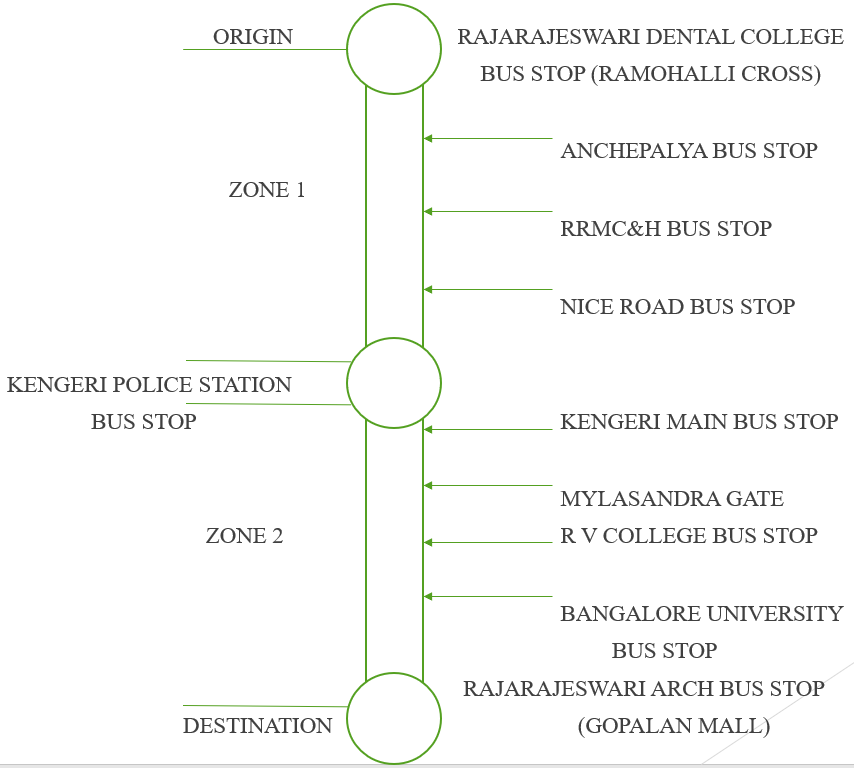 ORIGIN
RAJARAJESWARI DENTAL COLLEGE
BUS STOP (RAMOHALLI CROSS)
ANCHEPALYA BUS STOP
ZONE 1
RRMC&H BUS STOP
NICE ROAD BUS STOP
KENGERI POLICE STATION
BUS STOP
KENGERI MAIN BUS STOP
MYLASANDRA GATE
ZONE 2
R V COLLEGE BUS STOP
BANGALORE UNIVERSITY
BUS STOP
RAJARAJESWARI ARCH BUS STOP
(GOPALAN MALL)
DESTINATION